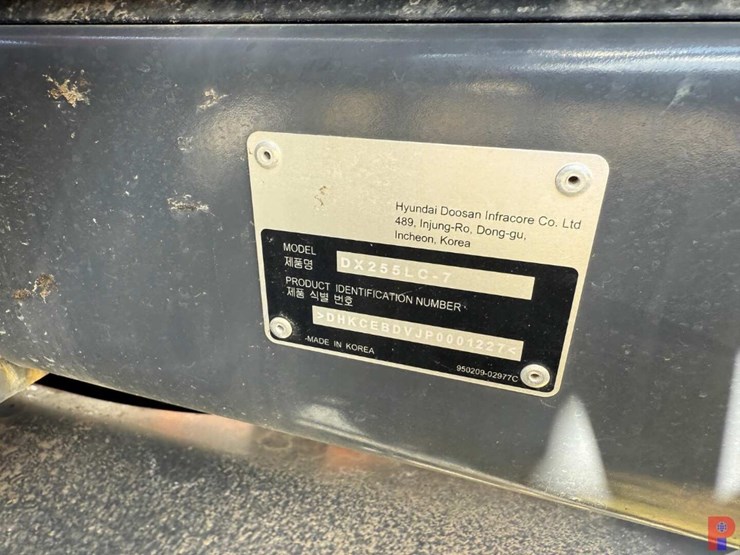 Hyundai Doosan Infracore Co. Ltd
489, Injung-Ro, Dong-gu,
Incheon, Korea
MODEL
제품명
DX255LC-7
PRODUCT IDENTIFICATION NUMBER
제품 식별 번호
>DHKCEBDVJP0001227<
MADE IN KOREA
950209-02977C